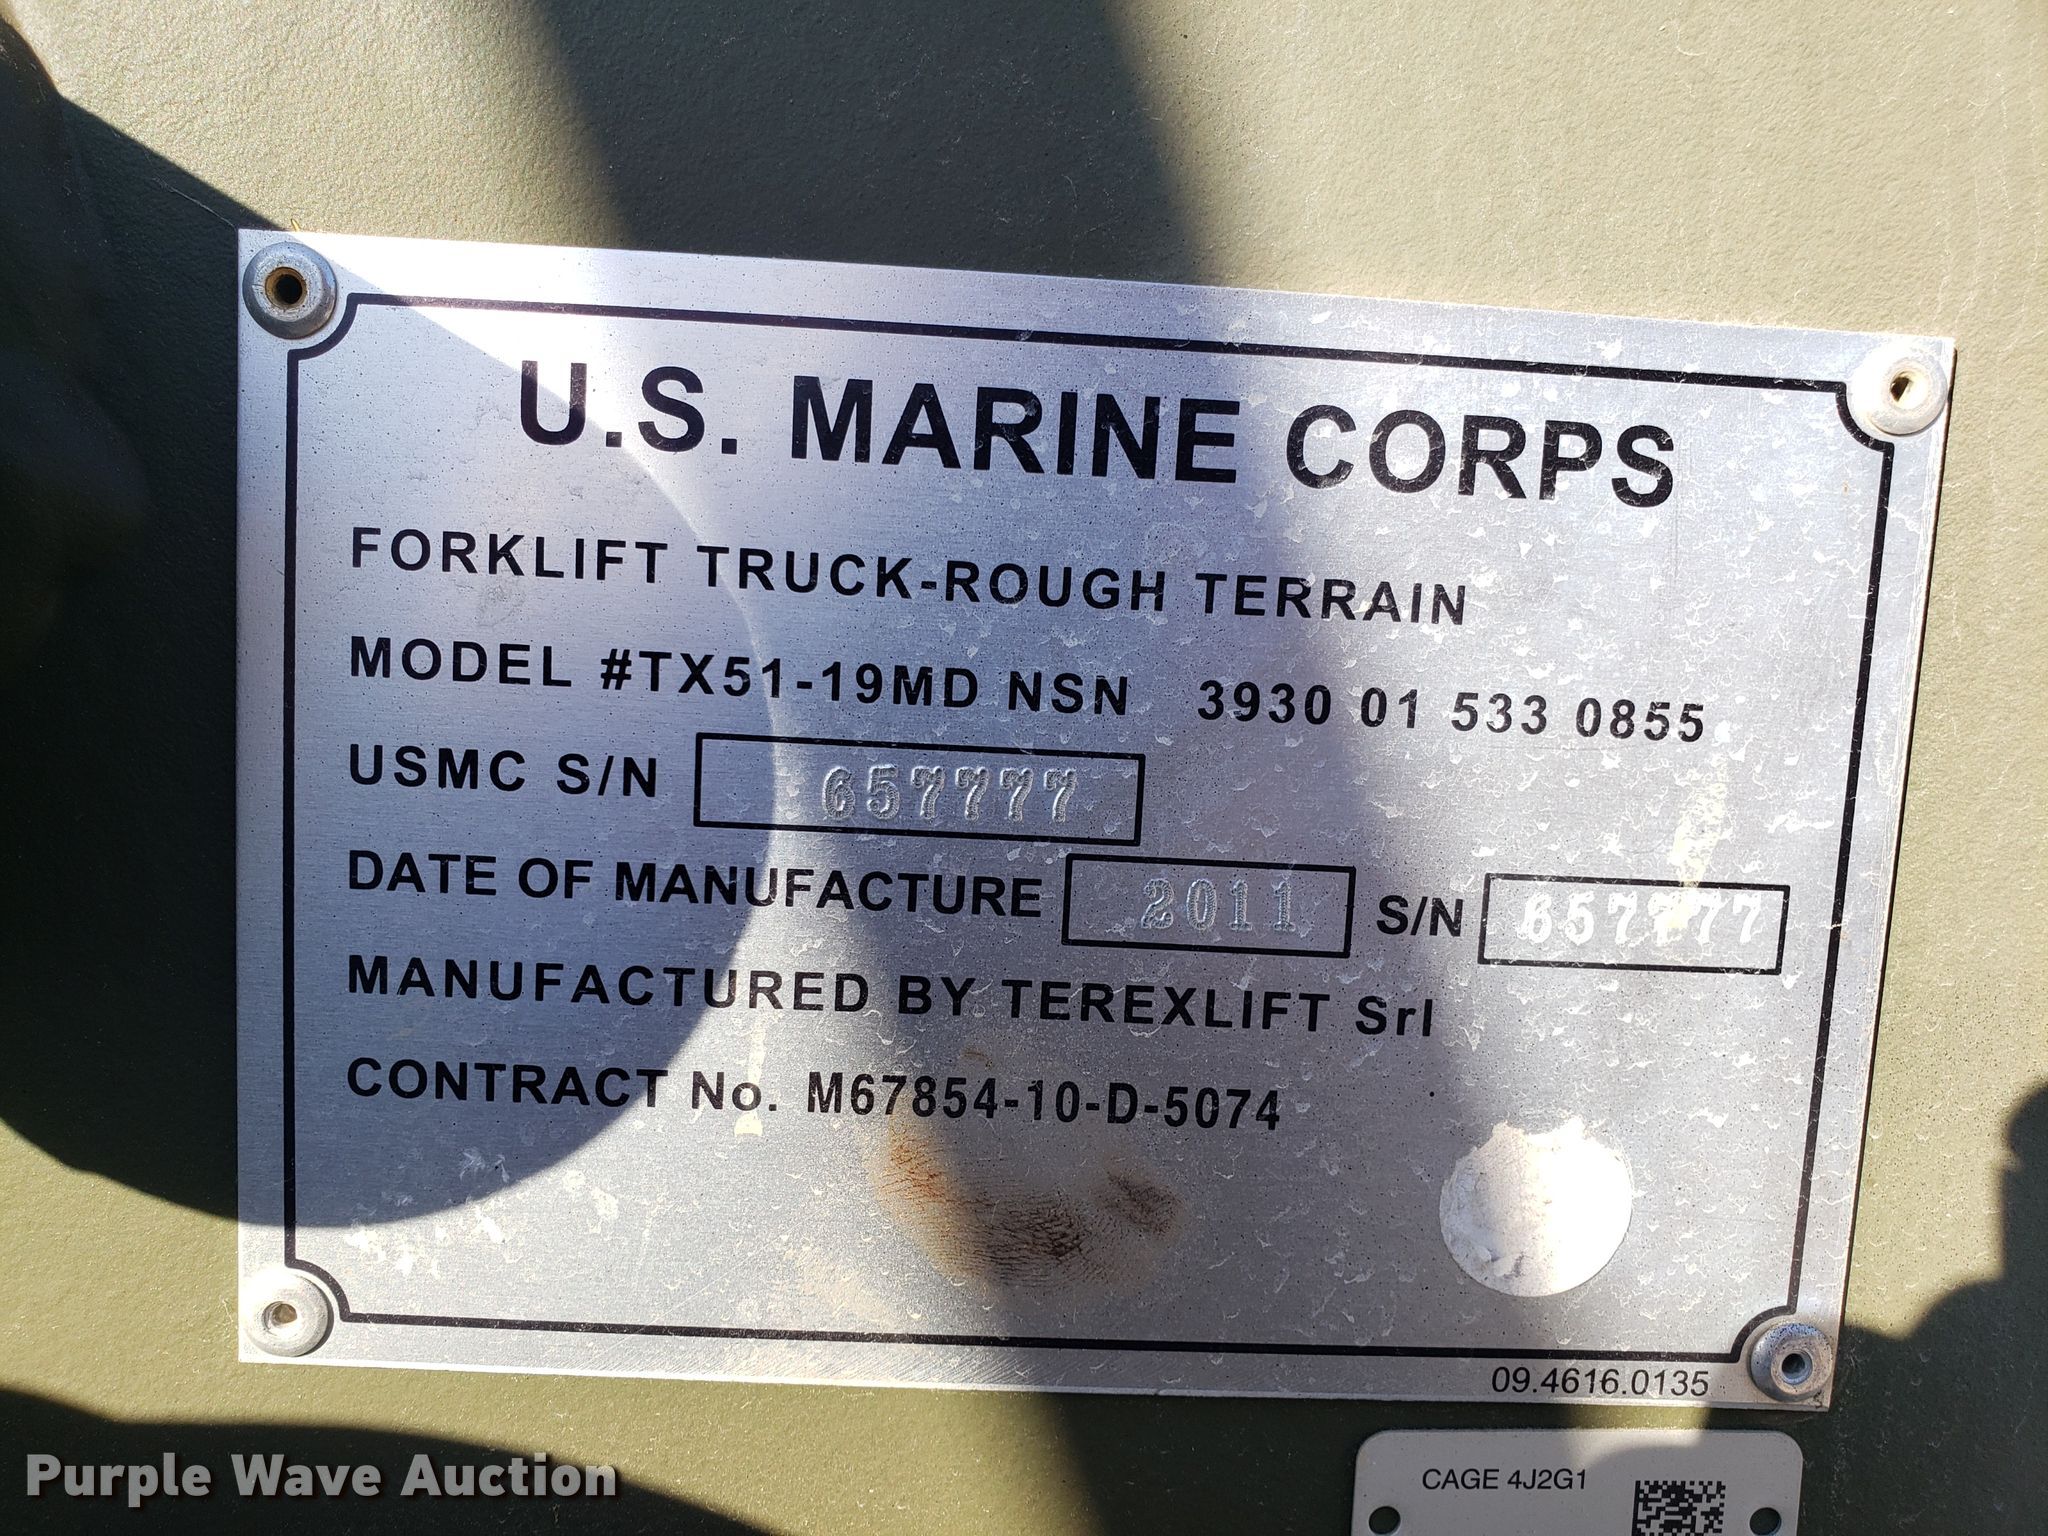 U.S. MARINE CORPS
FORKLIFT TRUCK-ROUGH TERRAIN
MODEL #TX51-19MD NSN 3930 01 533 0855
USMC S/N 657777
DATE OF MANUFACTURE 2011 S/N 657777
MANUFACTURED BY TEREXLIFT Srl
CONTRACT No. M67854-10-D-5074
09.4616.0135
CAGE 4J2G1
Purple Wave Auction